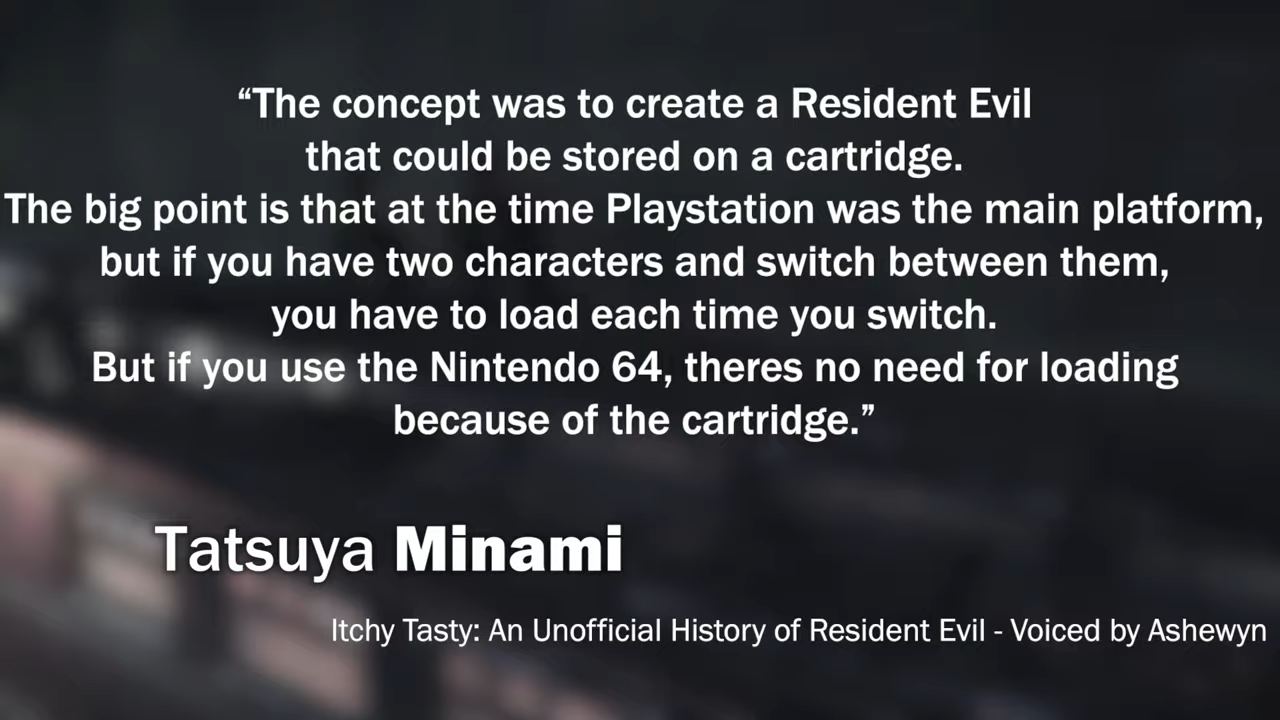 “The concept was to create a Resident Evil
that could be stored on a cartridge.
The big point is that at the time Playstation was the main platform,
but if you have two characters and switch between them,
you have to load each time you switch.
But if you use the Nintendo 64, theres no need for loading
because of the cartridge.”
Tatsuya Minami
Itchy Tasty: An Unofficial History of Resident Evil - Voiced by Ashewyn